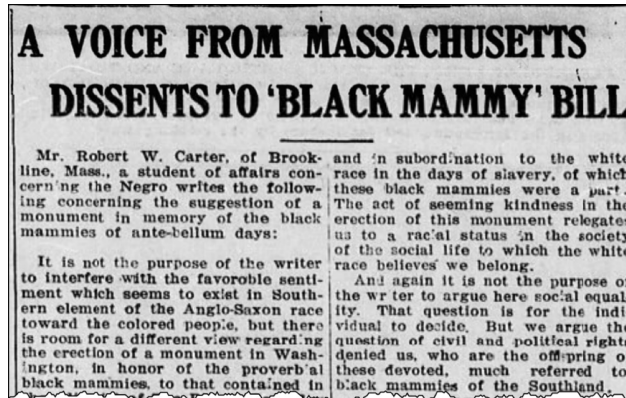 A VOICE FROM MASSACHUSETTS
DISSENTS TO 'BLACK MAMMY' BILL
Mr. Robert W. Carter, of Brook-
line, Mass., a student of affairs con-
cerning the Negro writes the follow-
ing concerning the suggestion of a
monument in memory of the black
mammies of ante-bellum days:
It is not the purpose of the writer
to interfere with the favoroble senti-
ment which seems to exist in South-
ern element of the Anglo-Saxon race
toward the colored people, but there
is room for a different view regarding
the erection of a monument in Wash-
ington, in honor of the proverbial
black mammies, to that contained in
and in subordination to the white
race in the days of slavery, of which
these black mammies were a part.
The act of seeming kindness in the
erection of this monument relegates
us to a racial status in the society
of the social life to which the white
race believes we belong.
And again it is not the purpose of
the writer to argue here social equal-
ity. That question is for the indi-
vidual to decide. But we argue the
question of civil and political rights
denied us, who are the offspring of
these devoted, much referred to
black mammies of the Southland.